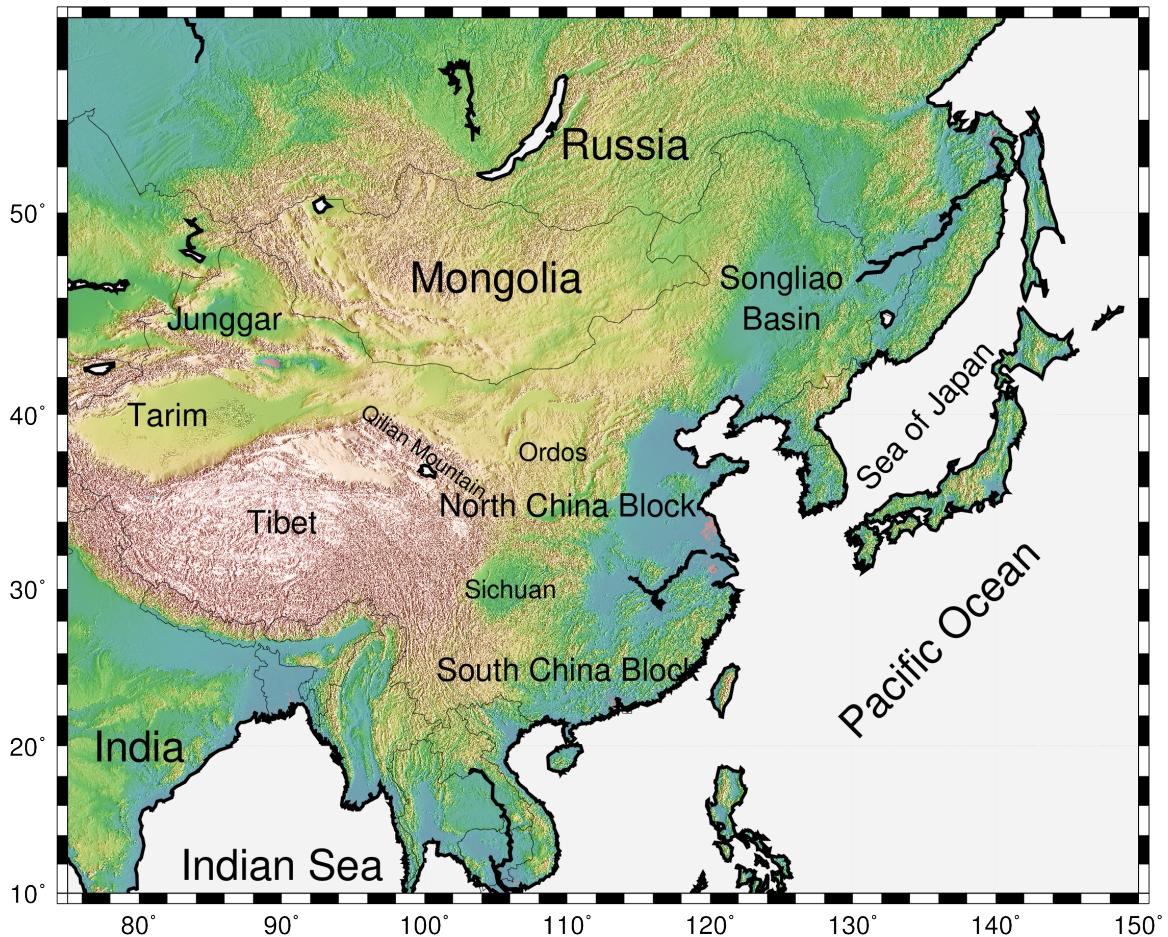 Russia
50°
Mongolia
Songliao
Basin
Junggar
Sea of Japan
40°
Tarim
Qilian Mountain
Ordos
North China Block
Tibet
30°
Sichuan
Pacific Ocean
South China Block
20°
India
Indian Sea
10°
80°
90°
100°
110°
120°
130°
140°
150°